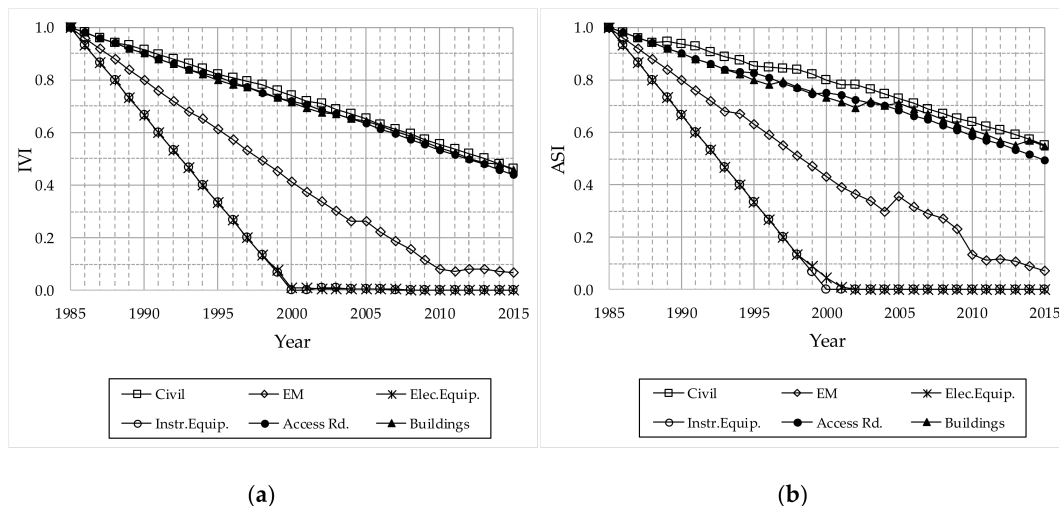 1.0
0.8
0.6
0.4
0.2
0.0
IVI
1985 1990 1995 2000 2005 2010 2015
Year
Civil EM Elec.Equip.
Instr.Equip. Access Rd. Buildings
(a)
1.0
0.8
0.6
0.4
0.2
0.0
ASI
1985 1990 1995 2000 2005 2010 2015
Year
Civil EM Elec.Equip.
Instr.Equip. Access Rd. Buildings
(b)